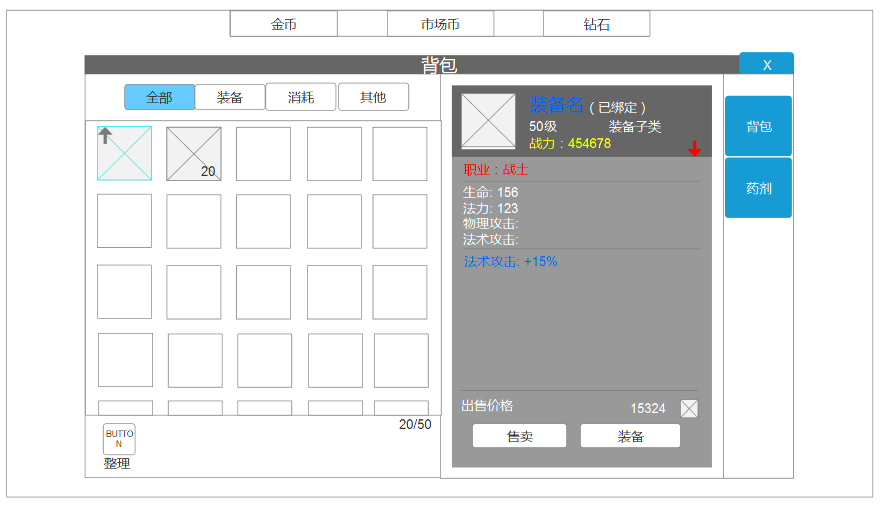 金币 市场币 钻石
背包 X
全部 装备 消耗 其他
20
装备名 (已绑定)
50级 装备子类
战力 : 454678
职业 : 战士
生命: 156
法力: 123
物理攻击:
法术攻击:
法术攻击: +15%
出售价格 15324
售卖 装备
背包
药剂
20/50
BUTTO
N
整理